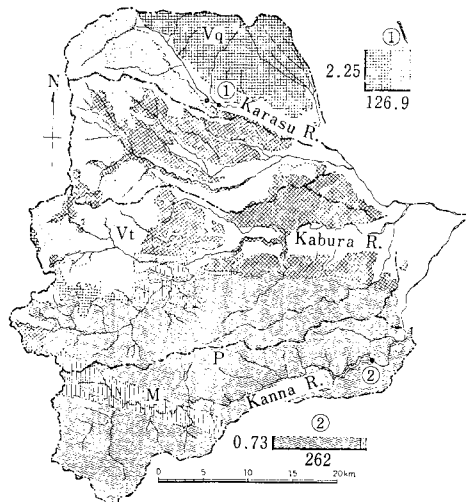 Vq
①
2.25
126.9
N
①
Karasu R.
Vt
Kabura R.
P
M
Kanna R.
②
②
0.73
262
0 5 10 15 20km